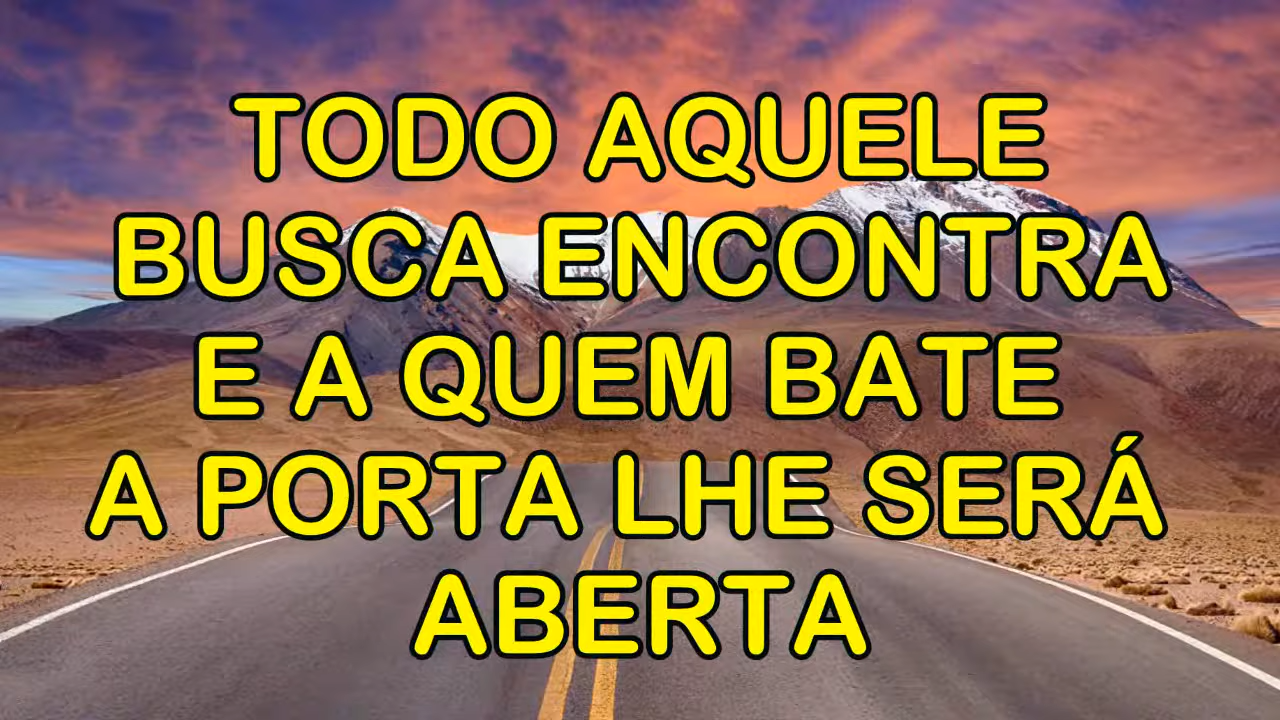 TODO AQUELE
BUSCA ENCONTRA
E A QUEM BATE
A PORTA LHE SERÁ
ABERTA